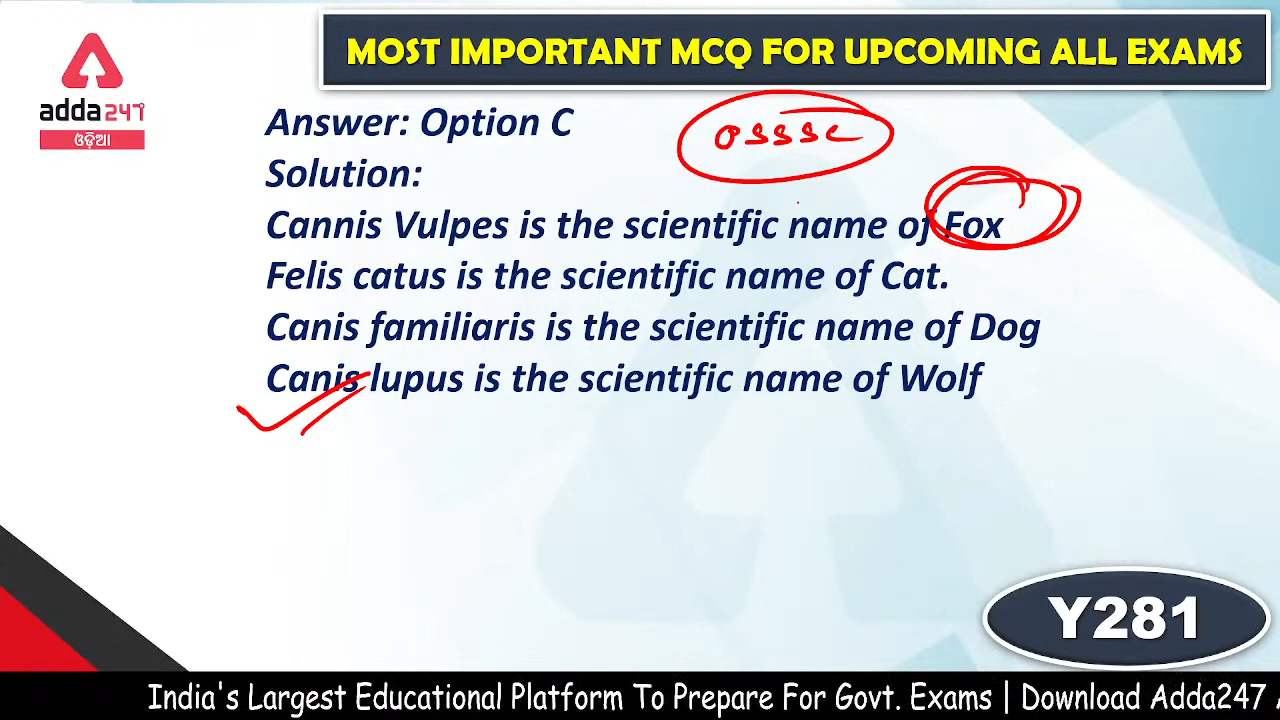 MOST IMPORTANT MCQ FOR UPCOMING ALL EXAMS
adda247
ଓଡ଼ିଆ
Answer: Option C
OSSSC
Solution:
Cannis Vulpes is the scientific name of Fox
Felis catus is the scientific name of Cat.
Canis familiaris is the scientific name of Dog
Canis lupus is the scientific name of Wolf
Y281
India's Largest Educational Platform To Prepare For Govt. Exams | Download Adda247